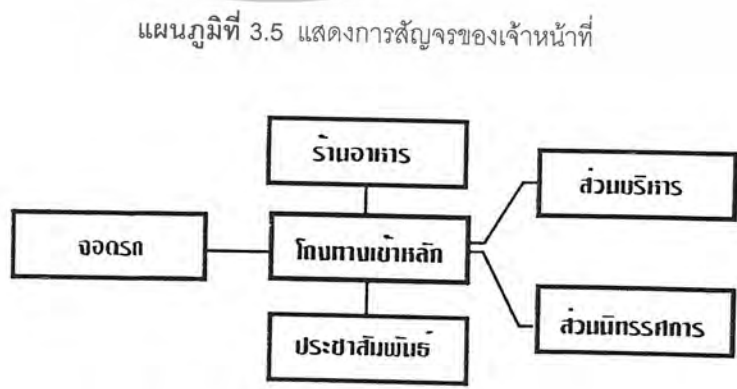 แผนภูมิที่ 3.5 แสดงการสัญจรของเจ้าหน้าที่
ร้านอาหาร
ส่วนบริหาร
จอดรถ
โถงทางเข้าหลัก
ส่วนนิทรรศการ
ประชาสัมพันธ์